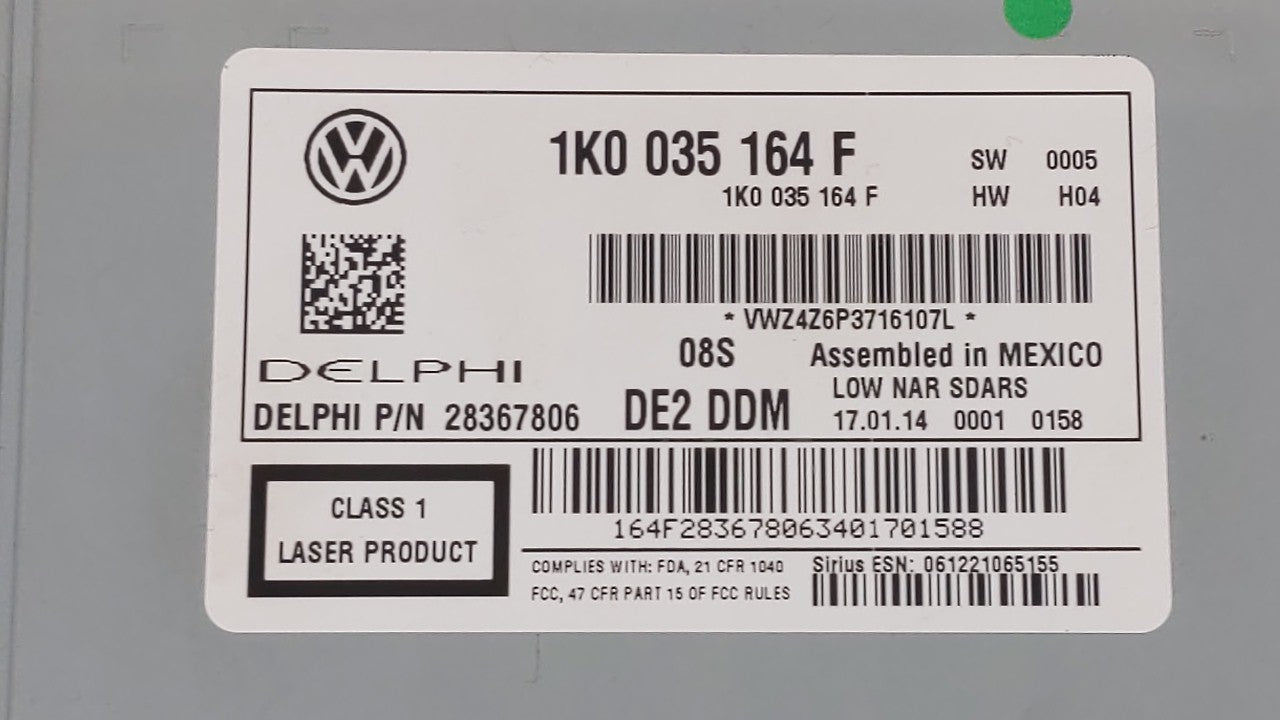 1K0 035 164 F
SW 0005
1K0 035 164 F
HW H04
* VWZ4Z6P3716107L *
08S
Assembled in MEXICO
DELPHI
LOW NAR SDARS
DELPHI P/N 28367806
DE2 DDM
17.01.14 0001 0158
CLASS 1
LASER PRODUCT
164F283678063401701588
COMPLIES WITH: FDA, 21 CFR 1040
FCC, 47 CFR PART 15 OF FCC RULES
Sirius ESN: 061221065155